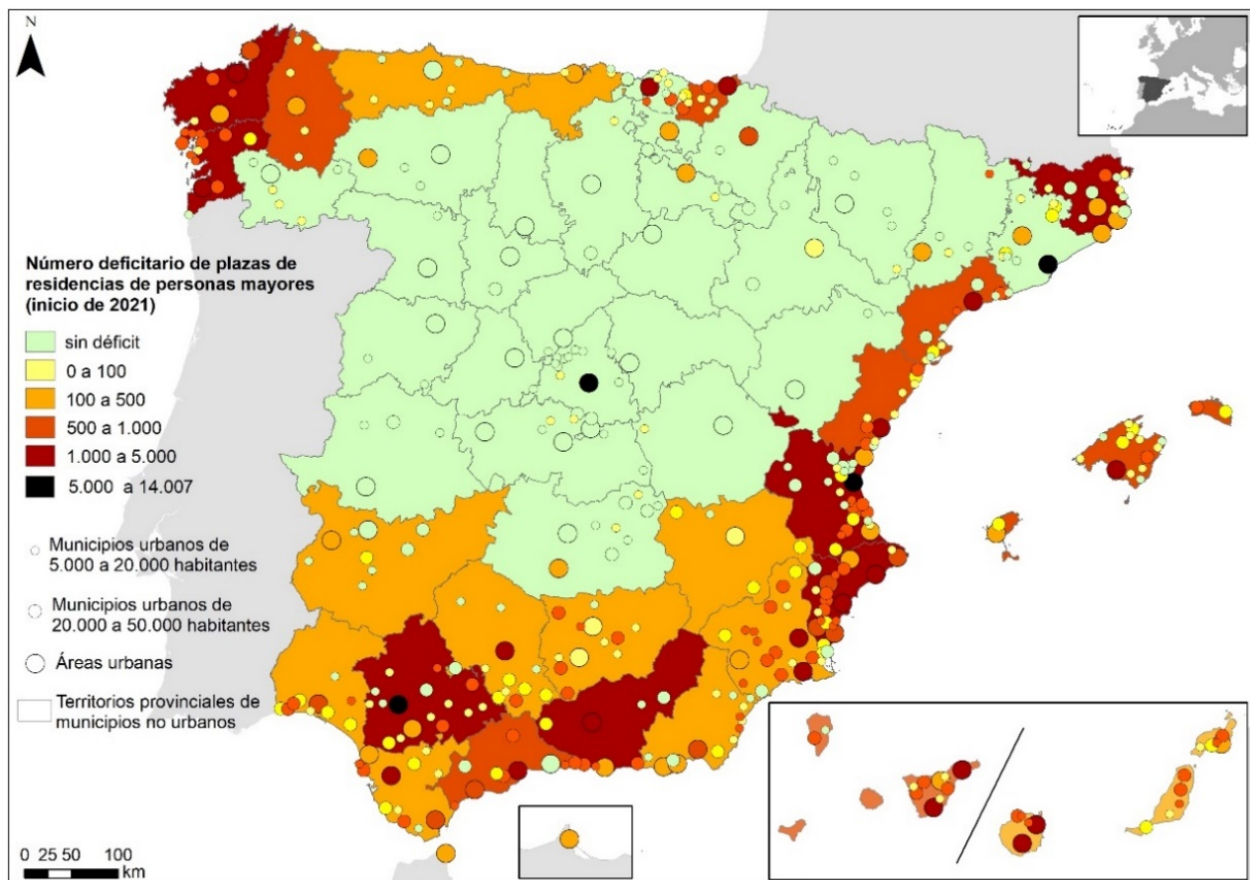 N
Número deficitario de plazas de
residencias de personas mayores
(inicio de 2021)
sin déficit
0 a 100
100 a 500
500 a 1.000
1.000 a 5.000
5.000 a 14.007
Municipios urbanos de
5.000 a 20.000 habitantes
Municipios urbanos de
20.000 a 50.000 habitantes
Áreas urbanas
Territorios provinciales de
municipios no urbanos
0 25 50 100
km